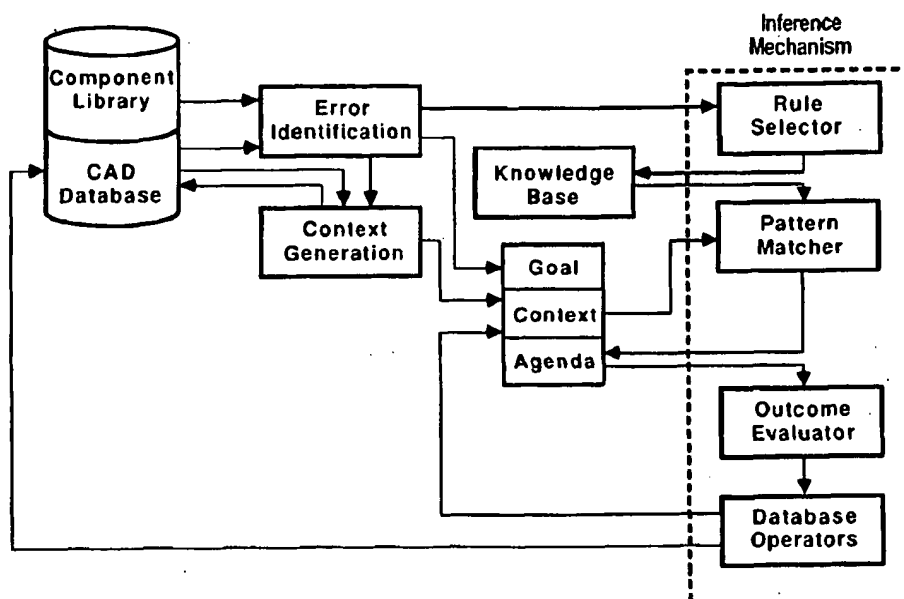 Inference
Mechanism
Component
Library
CAD
Database
Error
Identification
Rule
Selector
Knowledge
Base
Context
Generation
Pattern
Matcher
Goal
Context
Agenda
Outcome
Evaluator
Database
Operators